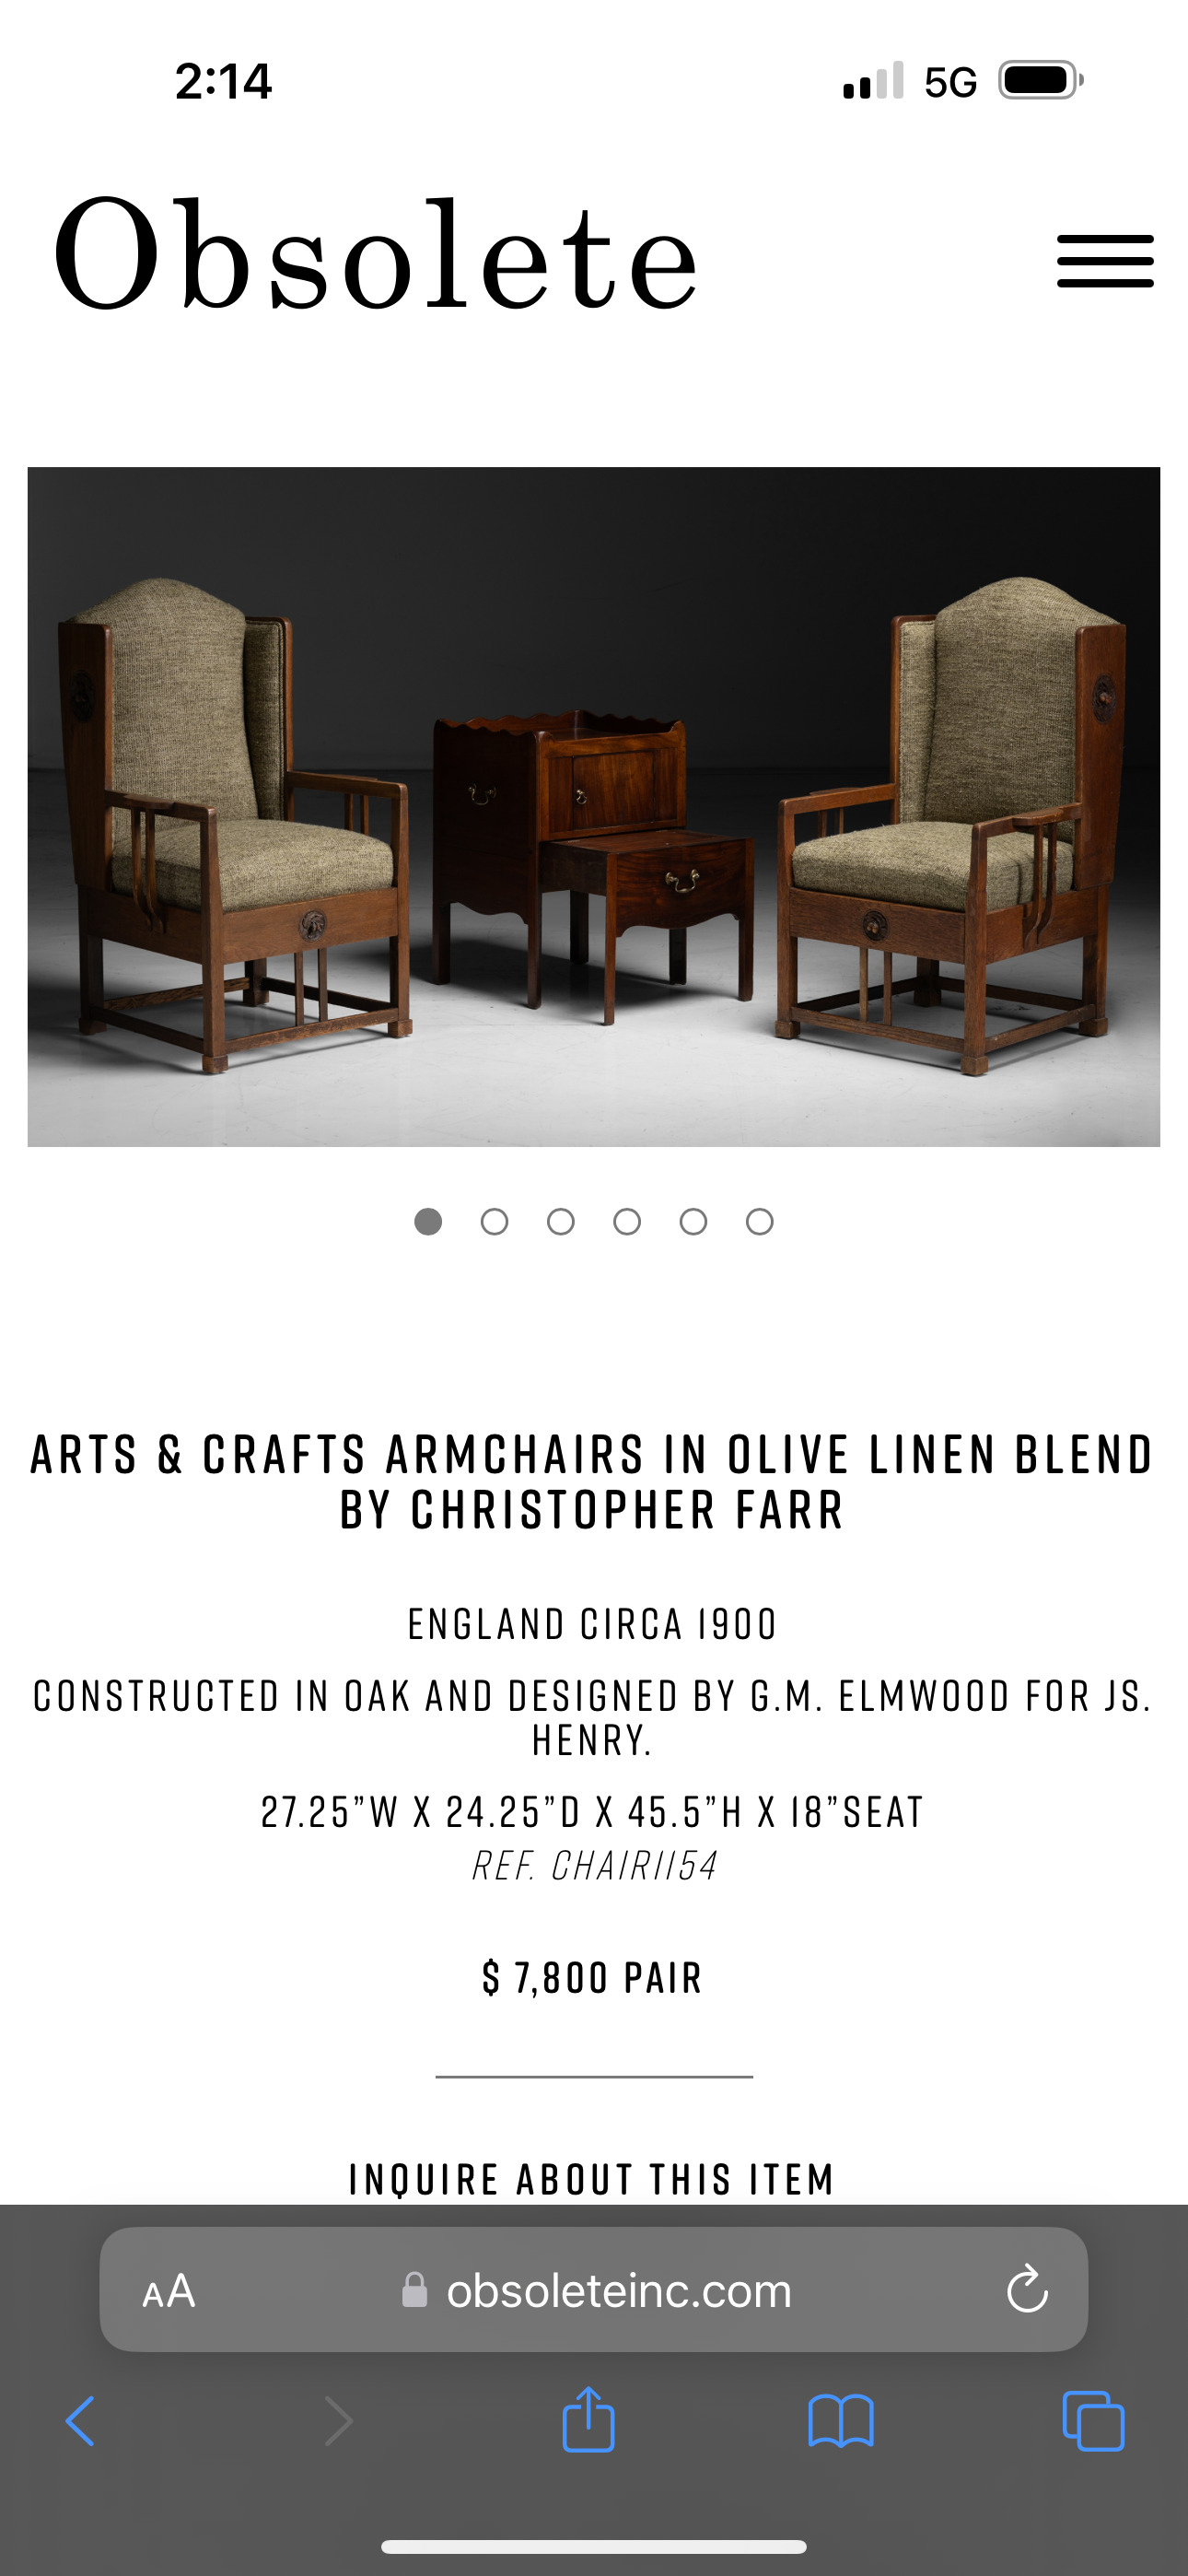 2:14
5G
Obsolete
ARTS & CRAFTS ARMCHAIRS IN OLIVE LINEN BLEND
BY CHRISTOPHER FARR
ENGLAND CIRCA 1900
CONSTRUCTED IN OAK AND DESIGNED BY G.M. ELMWOOD FOR JS.
HENRY.
27.25”W X 24.25”D X 45.5”H X 18”SEAT
REF. CHAIR1154
$ 7,800 PAIR
INQUIRE ABOUT THIS ITEM
AA
obsoleteinc.com